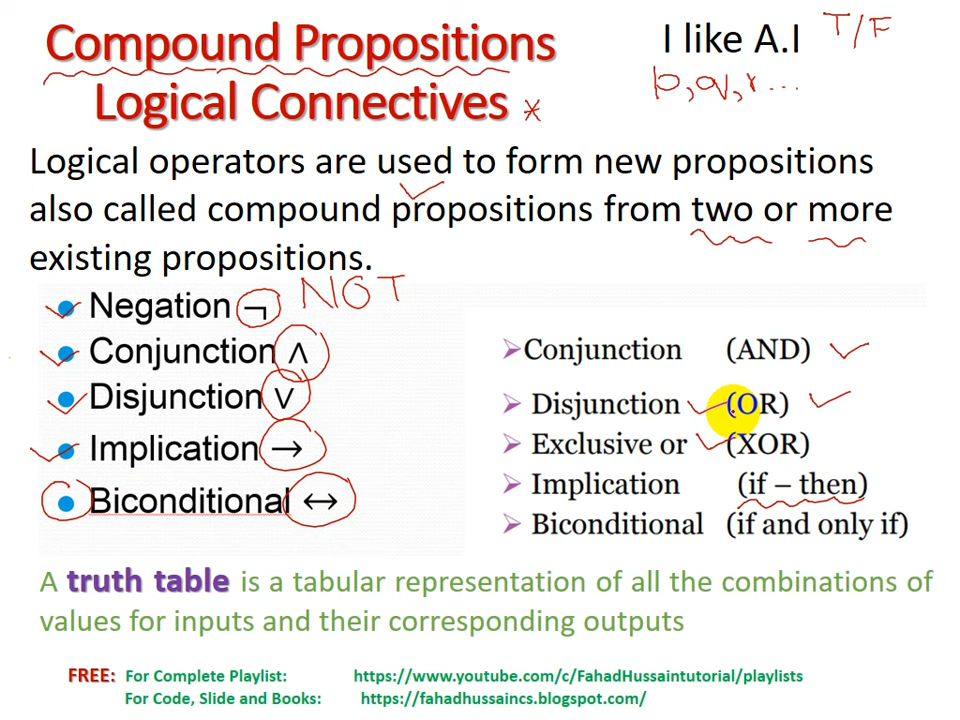 Compound Propositions
Logical Connectives *
I like A.I T/F
p, q, r ...
Logical operators are used to form new propositions
also called compound propositions from two or more
existing propositions.
Negation ¬ NOT
Conjunction ∧
Disjunction ∨
Implication →
Biconditional ↔
Conjunction (AND)
Disjunction (OR)
Exclusive or (XOR)
Implication (if – then)
Biconditional (if and only if)
A truth table is a tabular representation of all the combinations of
values for inputs and their corresponding outputs
FREE: For Complete Playlist: https://www.youtube.com/c/FahadHussaintutorial/playlists
For Code, Slide and Books: https://fahadhussaincs.blogspot.com/